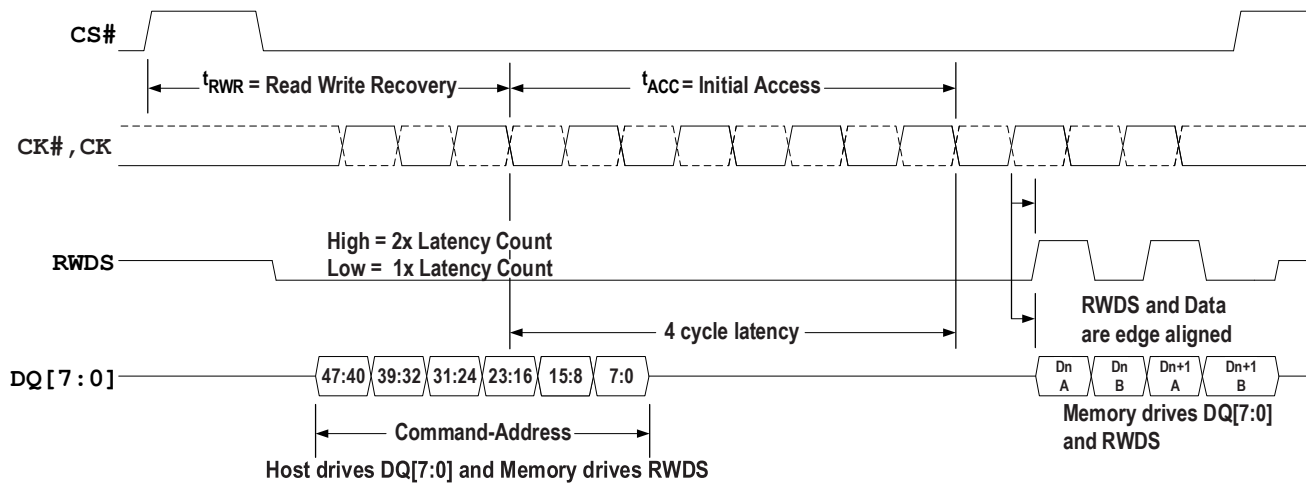 CS#
tRWR = Read Write Recovery
tACC = Initial Access
CK#,CK
High = 2x Latency Count
Low = 1x Latency Count
RWDS
RWDS and Data
are edge aligned
4 cycle latency
DQ[7:0]
47:40 39:32 31:24 23:16 15:8 7:0
Dn Dn Dn+1 Dn+1
A B A B
Command-Address
Memory drives DQ[7:0]
and RWDS
Host drives DQ[7:0] and Memory drives RWDS